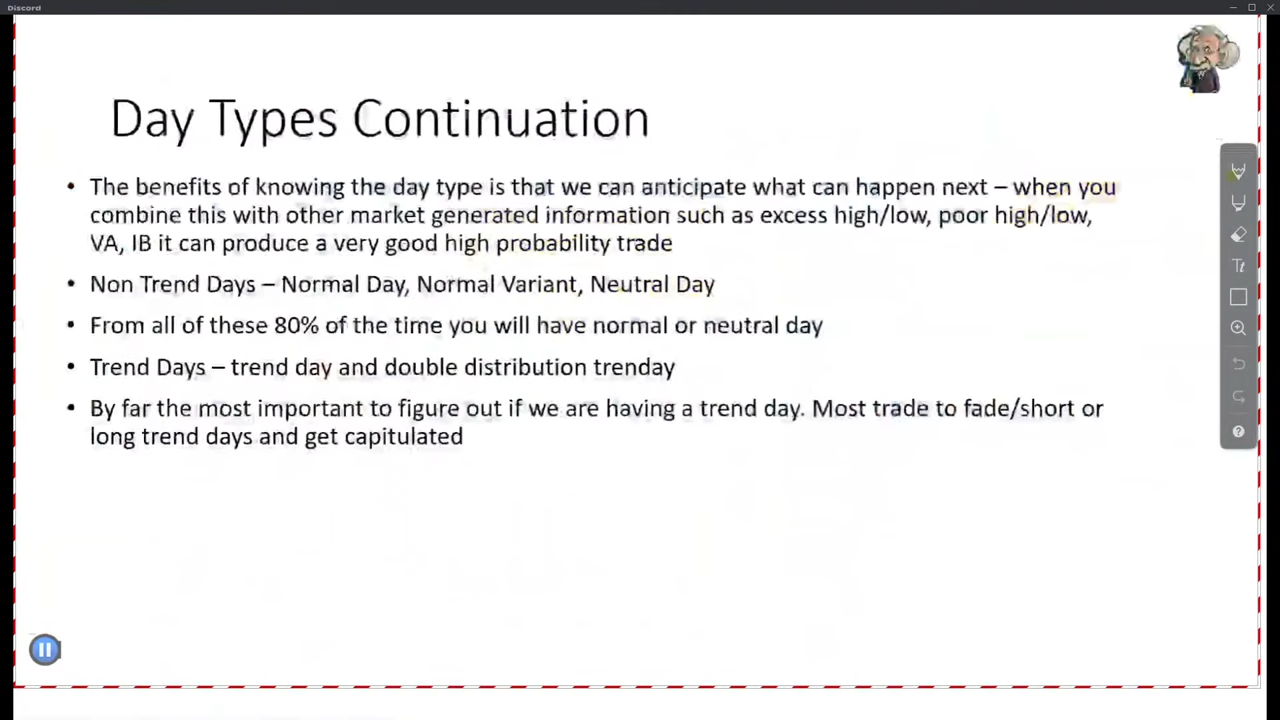 Discord
Day Types Continuation
• The benefits of knowing the day type is that we can anticipate what can happen next – when you
combine this with other market generated information such as excess high/low, poor high/low,
VA, IB it can produce a very good high probability trade
• Non Trend Days – Normal Day, Normal Variant, Neutral Day
• From all of these 80% of the time you will have normal or neutral day
• Trend Days – trend day and double distribution trenday
• By far the most important to figure out if we are having a trend day. Most trade to fade/short or
long trend days and get capitulated
Tt